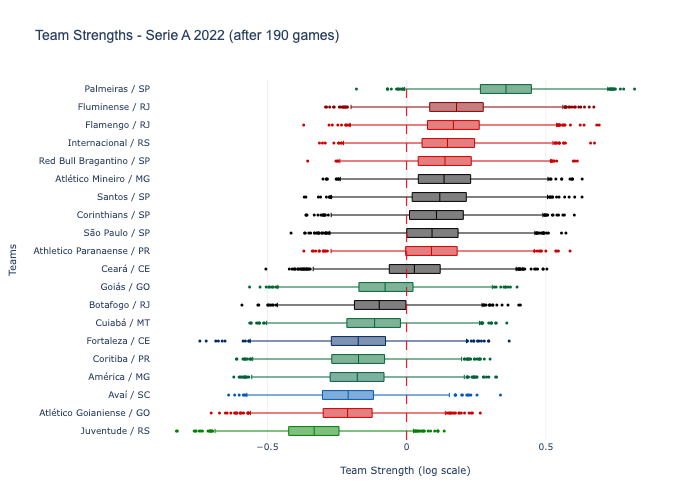 Team Strengths - Serie A 2022 (after 190 games)
Palmeiras / SP
Fluminense / RJ
Flamengo / RJ
Internacional / RS
Red Bull Bragantino / SP
Atlético Mineiro / MG
Santos / SP
Corinthians / SP
São Paulo / SP
Athletico Paranaense / PR
Ceará / CE
Goiás / GO
Botafogo / RJ
Cuiabá / MT
Fortaleza / CE
Coritiba / PR
América / MG
Avaí / SC
Atlético Goianiense / GO
Juventude / RS
Teams
−0.5 0 0.5
Team Strength (log scale)